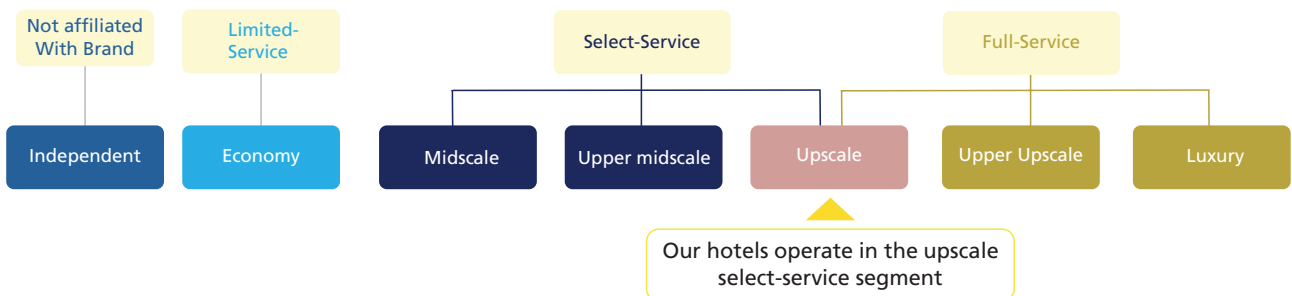 Not affiliated
With Brand
Limited-
Service
Select-Service
Full-Service
Independent
Economy
Midscale
Upper midscale
Upscale
Upper Upscale
Luxury
Our hotels operate in the upscale
select-service segment